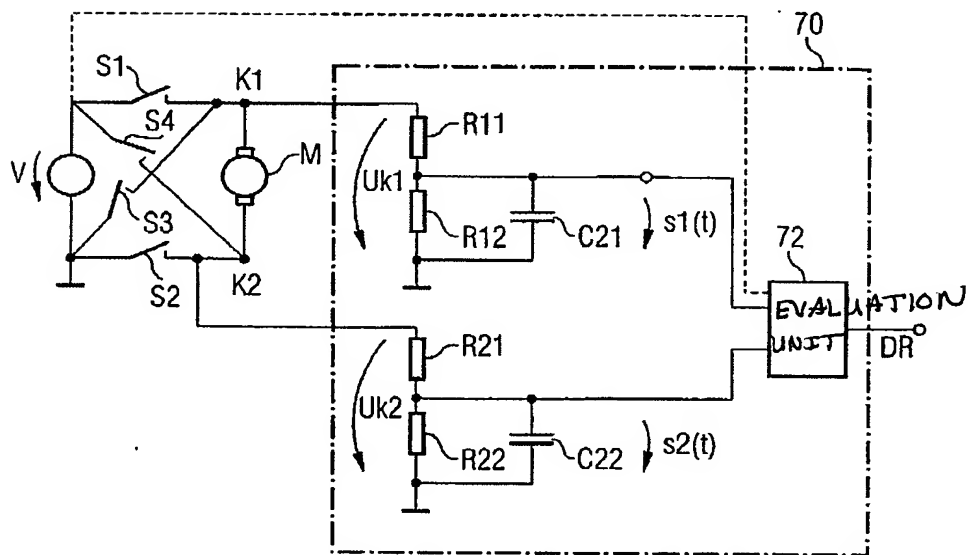 70
S1
K1
S4
R11
V
M
Uk1
S3
R12
C21
s1(t)
S2
K2
72
EVALUATION
UNIT
DR
R21
Uk2
R22
C22
s2(t)